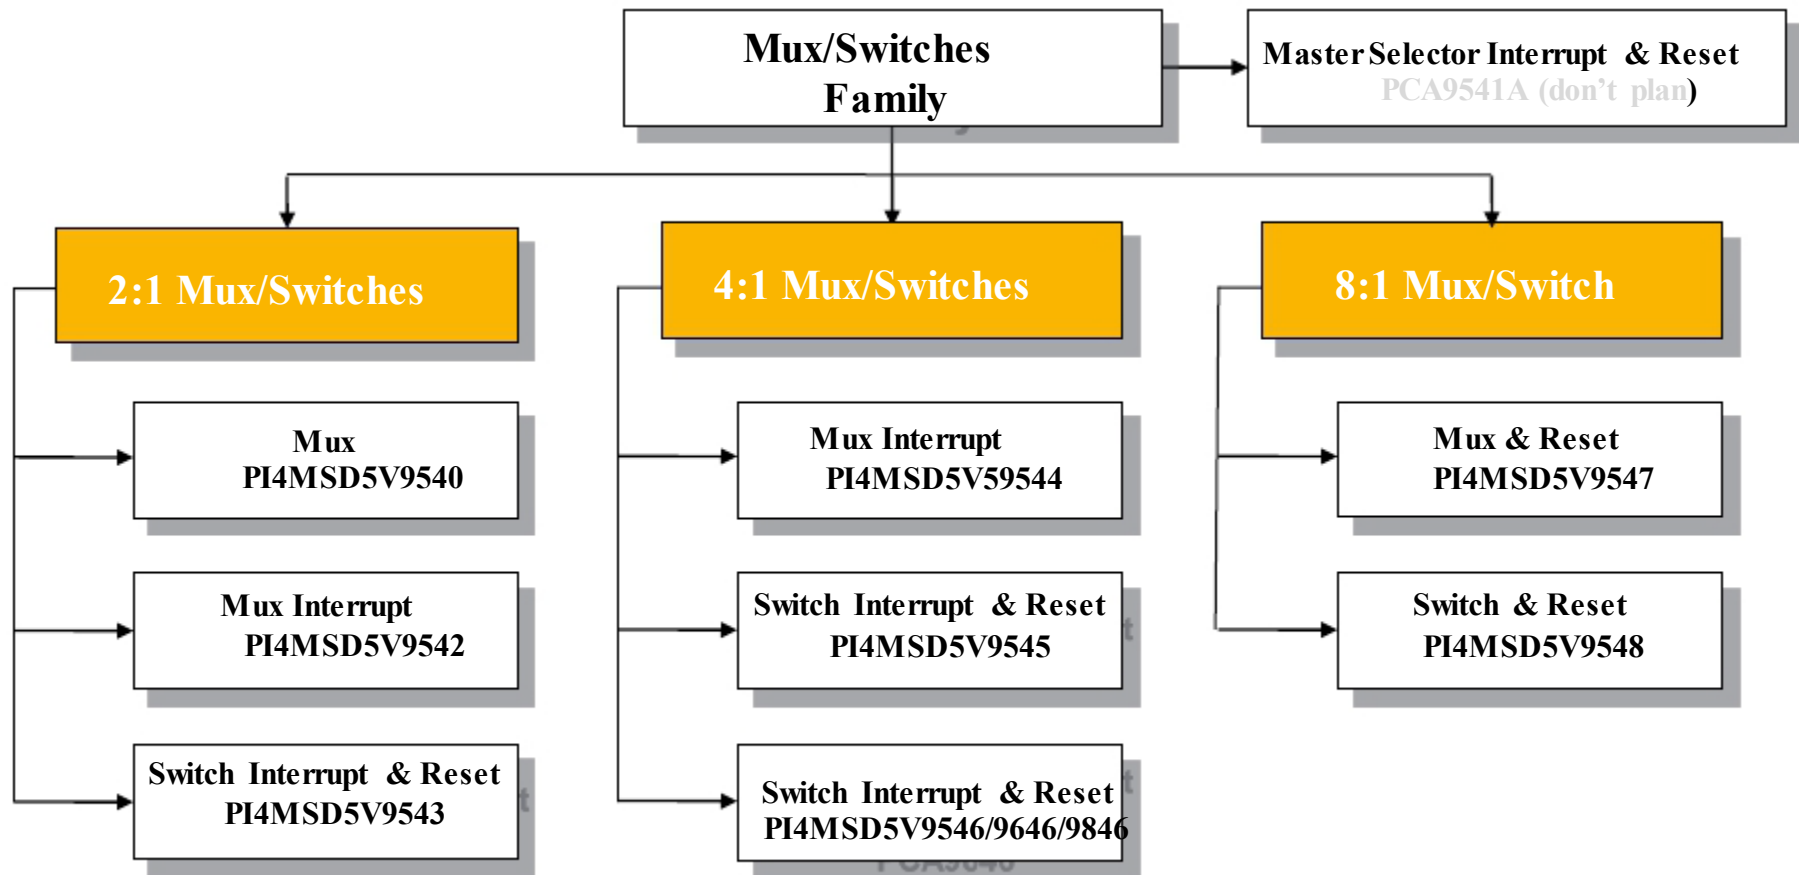 Mux/Switches
Family
Master Selector Interrupt & Reset
PCA9541A (don't plan)
2:1 Mux/Switches
4:1 Mux/Switches
8:1 Mux/Switch
Mux
PI4MSD5V9540
Mux Interrupt
PI4MSD5V59544
Mux & Reset
PI4MSD5V9547
Mux Interrupt
PI4MSD5V9542
Switch Interrupt & Reset
PI4MSD5V9545
Switch & Reset
PI4MSD5V9548
Switch Interrupt & Reset
PI4MSD5V9543
Switch Interrupt & Reset
PI4MSD5V9546/9646/9846